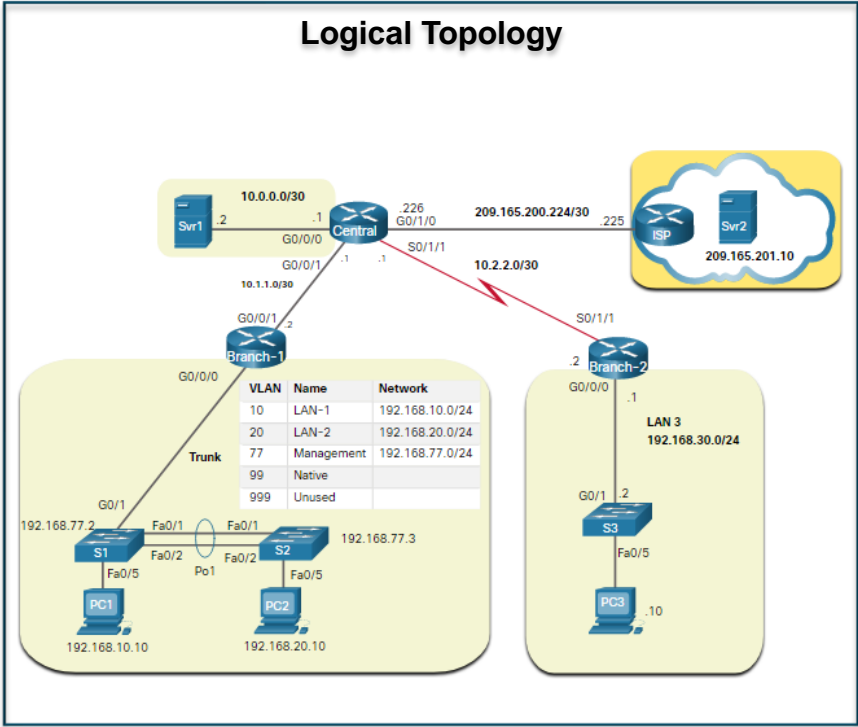 Logical Topology
10.0.0.0/30
Svr1
.2
.1
G0/0/0
Central
.226
G0/1/0
209.165.200.224/30
.225
ISP
Svr2
209.165.201.10
G0/0/1
.1
.1
S0/1/1
10.2.2.0/30
10.1.1.0/30
G0/0/1
.2
Branch-1
S0/1/1
.2
Branch-2
G0/0/0
G0/0/0
.1
VLAN Name Network
10 LAN-1 192.168.10.0/24
20 LAN-2 192.168.20.0/24
77 Management 192.168.77.0/24
99 Native
999 Unused
Trunk
LAN 3
192.168.30.0/24
G0/1
192.168.77.2
S1
Fa0/1
Fa0/1
Fa0/2
Fa0/2
Po1
S2
192.168.77.3
Fa0/5
Fa0/5
PC1
PC2
192.168.10.10
192.168.20.10
G0/1
.2
S3
Fa0/5
PC3
.10